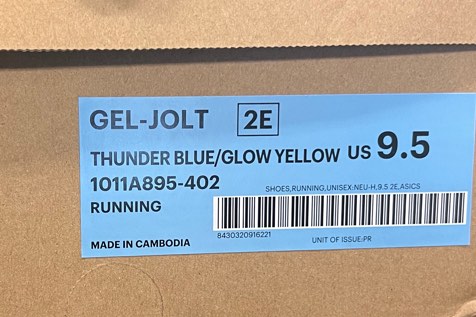 GEL-JOLT 2E
THUNDER BLUE/GLOW YELLOW US 9.5
1011A895-402
SHOES,RUNNING,UNISEX:NEU-H,9.5 2E,ASICS
RUNNING
8430320916221
MADE IN CAMBODIA
UNIT OF ISSUE:PR